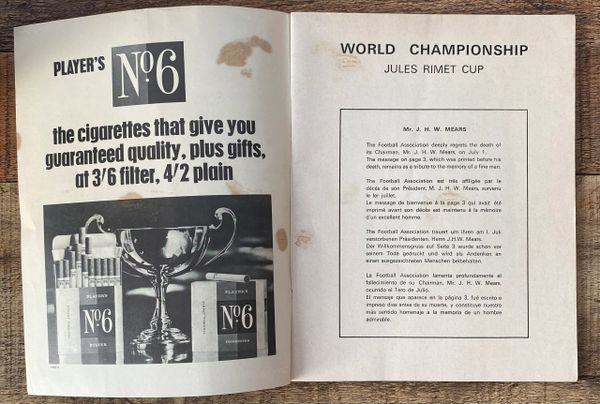 PLAYER'S No6
the cigarettes that give you
guaranteed quality, plus gifts,
at 3'6 filter, 4'2 plain
PLAYER'S
No6
FILTER
PLAYER'S
No6
WORLD CHAMPIONSHIP
JULES RIMET CUP
Mr. J. H. W. MEARS
The Football Association deeply regrets the death of
its Chairman, Mr. J. H. W. Mears, on July 1.
The message on page 3, which was printed before his
death, remains as a tribute to the memory of a fine man.
The Football Association est très affligée par le
décès de son Président, M. J. H. W. Mears, survenu
le ler juillet.
Le message de bienvenue à la page 3 qui avait été
imprimé avant son décès est maintenu à la mémoire
d'un excellent homme.
The Football Association trauert um ihren am I. Juli
verstorbenen Präsidenten, Herrn J.H.W. Mears.
Der Willkommensgruss auf Seite 3 wurde schon vor
seinem Tode gedruckt und wird als Andenken an
einen ausgezeichneten Menschen beibehalten.
La Football Association lamenta profundamente el
fallecimiento de su Chairman, Mr. J. H. W. Mears,
ocurrido el 1ero de Julio.
El mensaje que aparece en la página 3, fué escrito e
impreso dias antes de su muerte, y constituye nuestro
más sentido homenaje a la memoria de un hombre
admirable.